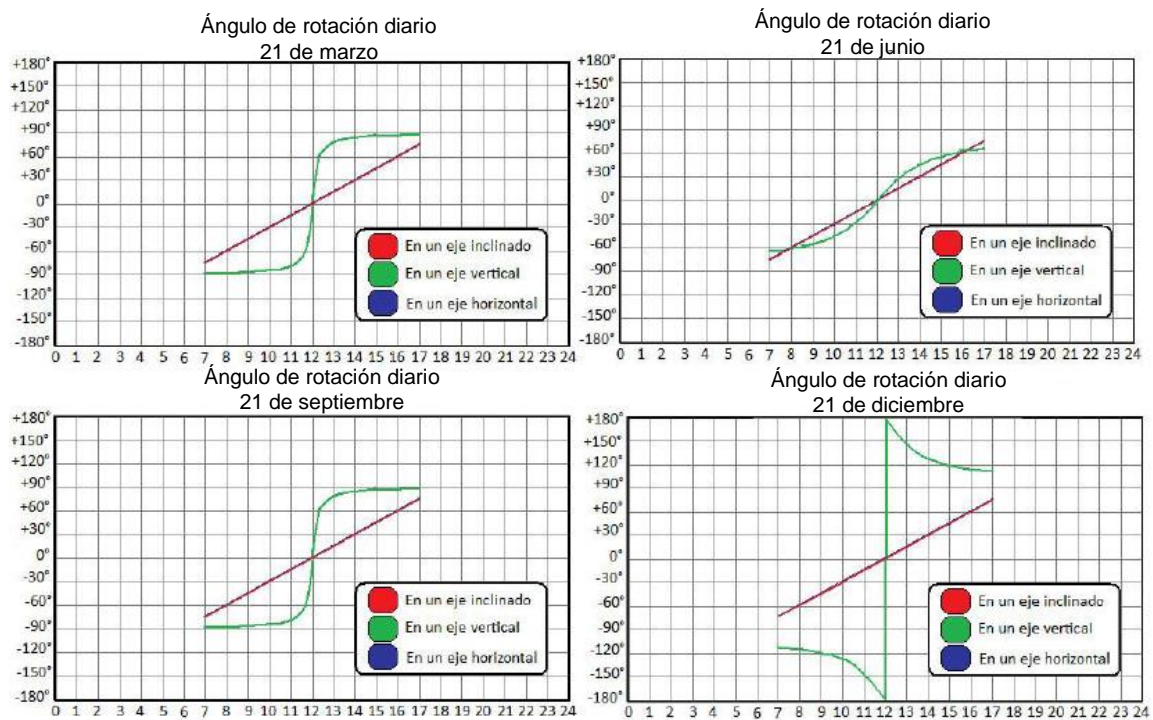 Ángulo de rotación diario
21 de marzo
+180°
+150°
+120°
+90°
+60°
+30°
0°
-30°
-60°
-90°
-120°
-150°
-180°
En un eje inclinado
En un eje vertical
En un eje horizontal
0 1 2 3 4 5 6 7 8 9 10 11 12 13 14 15 16 17 18 19 20 21 22 23 24
Ángulo de rotación diario
21 de junio
+180°
+150°
+120°
+90°
+60°
+30°
0°
-30°
-60°
-90°
-120°
-150°
-180°
En un eje inclinado
En un eje vertical
En un eje horizontal
0 1 2 3 4 5 6 7 8 9 10 11 12 13 14 15 16 17 18 19 20 21 22 23 24
Ángulo de rotación diario
21 de septiembre
+180°
+150°
+120°
+90°
+60°
+30°
0°
-30°
-60°
-90°
-120°
-150°
-180°
En un eje inclinado
En un eje vertical
En un eje horizontal
0 1 2 3 4 5 6 7 8 9 10 11 12 13 14 15 16 17 18 19 20 21 22 23 24
Ángulo de rotación diario
21 de diciembre
+180°
+150°
+120°
+90°
+60°
+30°
0°
-30°
-60°
-90°
-120°
-150°
-180°
En un eje inclinado
En un eje vertical
En un eje horizontal
0 1 2 3 4 5 6 7 8 9 10 11 12 13 14 15 16 17 18 19 20 21 22 23 24